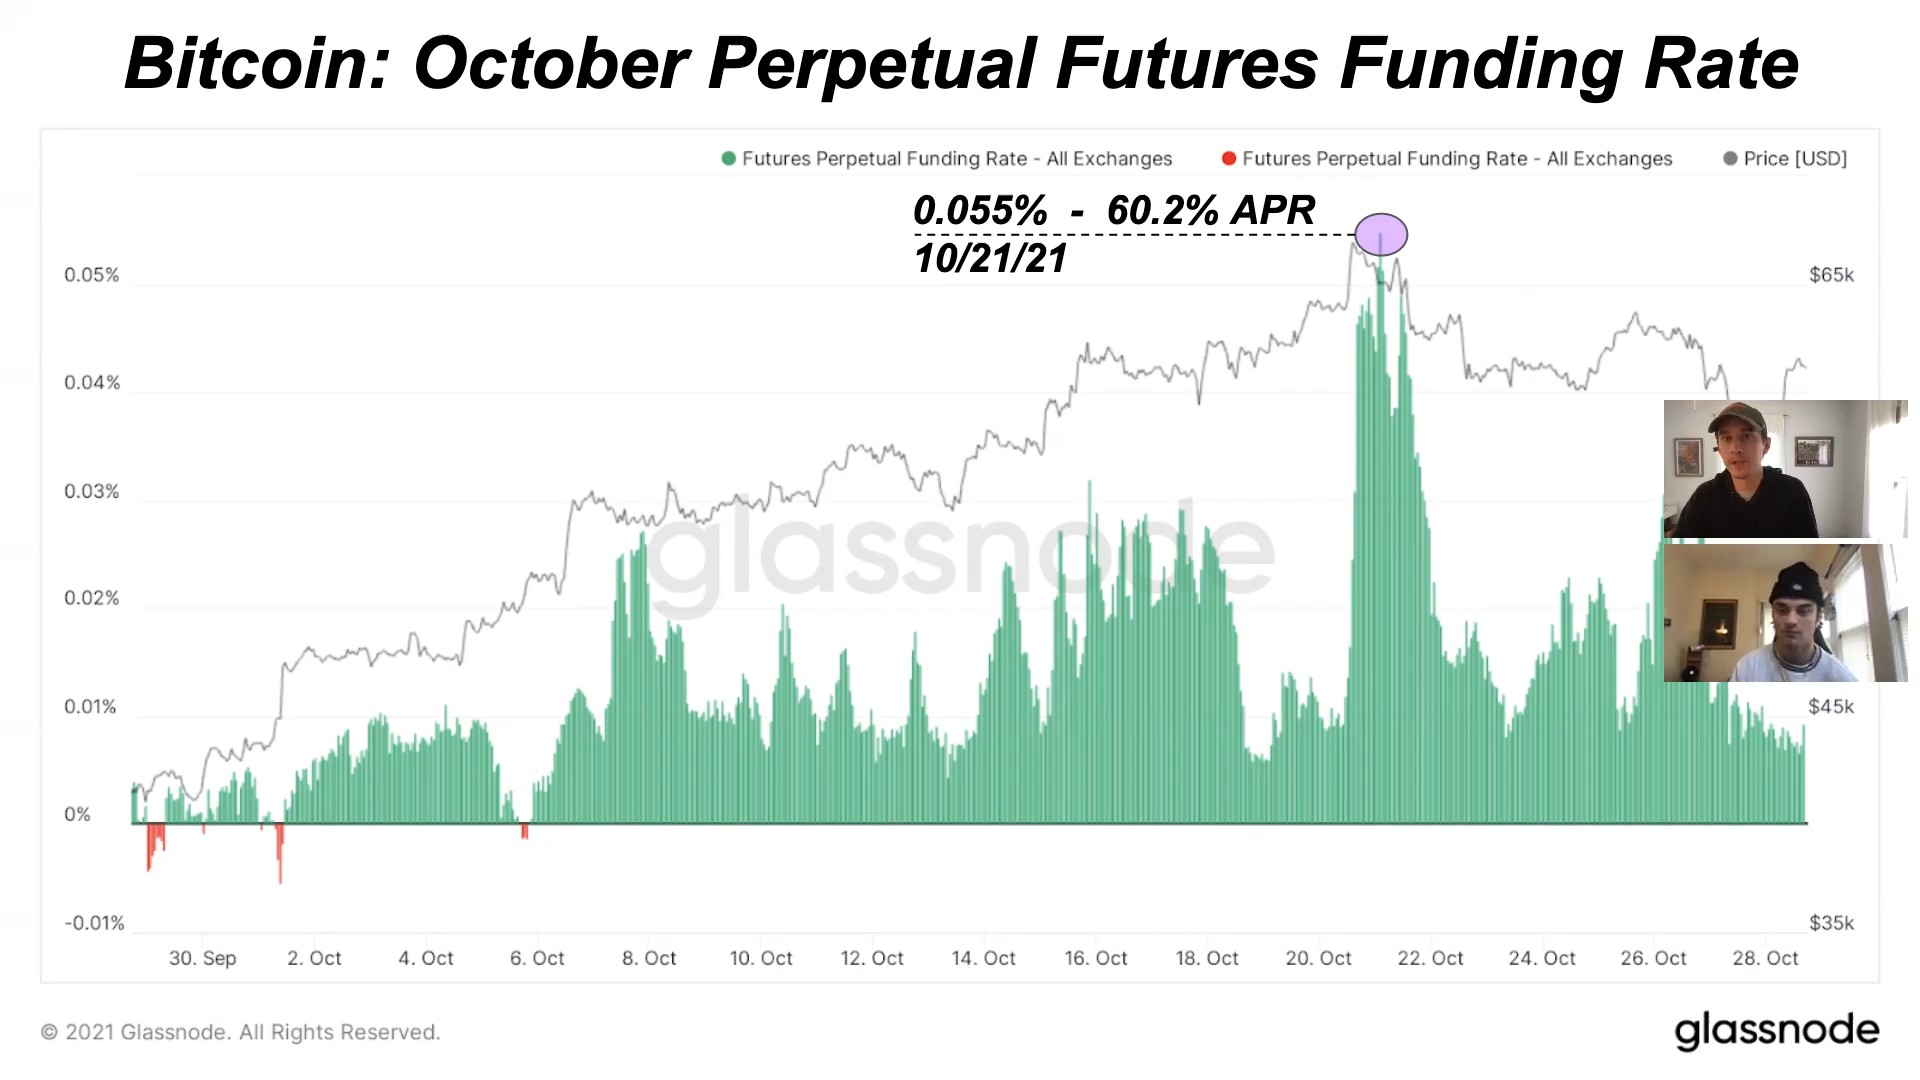 Bitcoin: October Perpetual Futures Funding Rate
Futures Perpetual Funding Rate - All Exchanges
Futures Perpetual Funding Rate - All Exchanges
Price [USD]
0.055% - 60.2% APR
10/21/21
0.05%
$65k
0.04%
0.03%
glassnode
0.02%
0.01%
$45k
0%
-0.01%
$35k
30. Sep
2. Oct
4. Oct
6. Oct
8. Oct
10. Oct
12. Oct
14. Oct
16. Oct
18. Oct
20. Oct
22. Oct
24. Oct
26. Oct
28. Oct
© 2021 Glassnode. All Rights Reserved.
glassnode